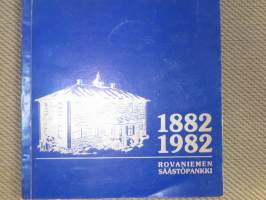 1882
1982
ROVANIEMEN
SÄÄSTÖPANKKI